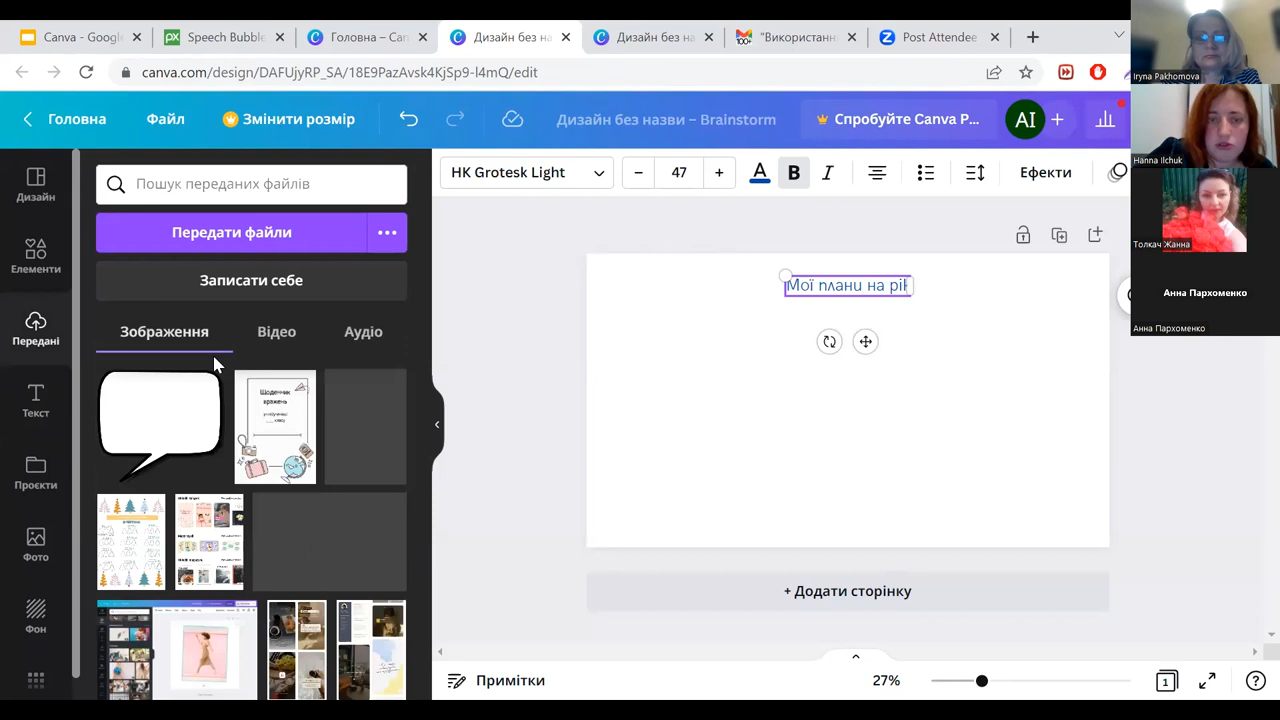 Canva - Google
Speech Bubble
Головна – Can
Дизайн без на
Дизайн без на
"Використанн
Post Attendee
canva.com/design/DAFUjyRP_SA/18E9PazAvsk4KjSp9-l4mQ/edit
Головна
Файл
Змінити розмір
Дизайн без назви – Brainstorm
Спробуйте Canva P...
AI
Iryna Pakhomova
Hanna Ilchuk
Толкач Жанна
Анна Пархоменко
Анна Пархоменко
Дизайн
Елементи
Передані
Текст
Проєкти
Фото
Фон
Пошук переданих файлів
Передати файли
Записати себе
Зображення
Відео
Аудіо
Щоденник
вражень
HK Grotesk Light
47
A
B
I
Ефекти
Мої плани на рік
+ Додати сторінку
Примітки
27%
1